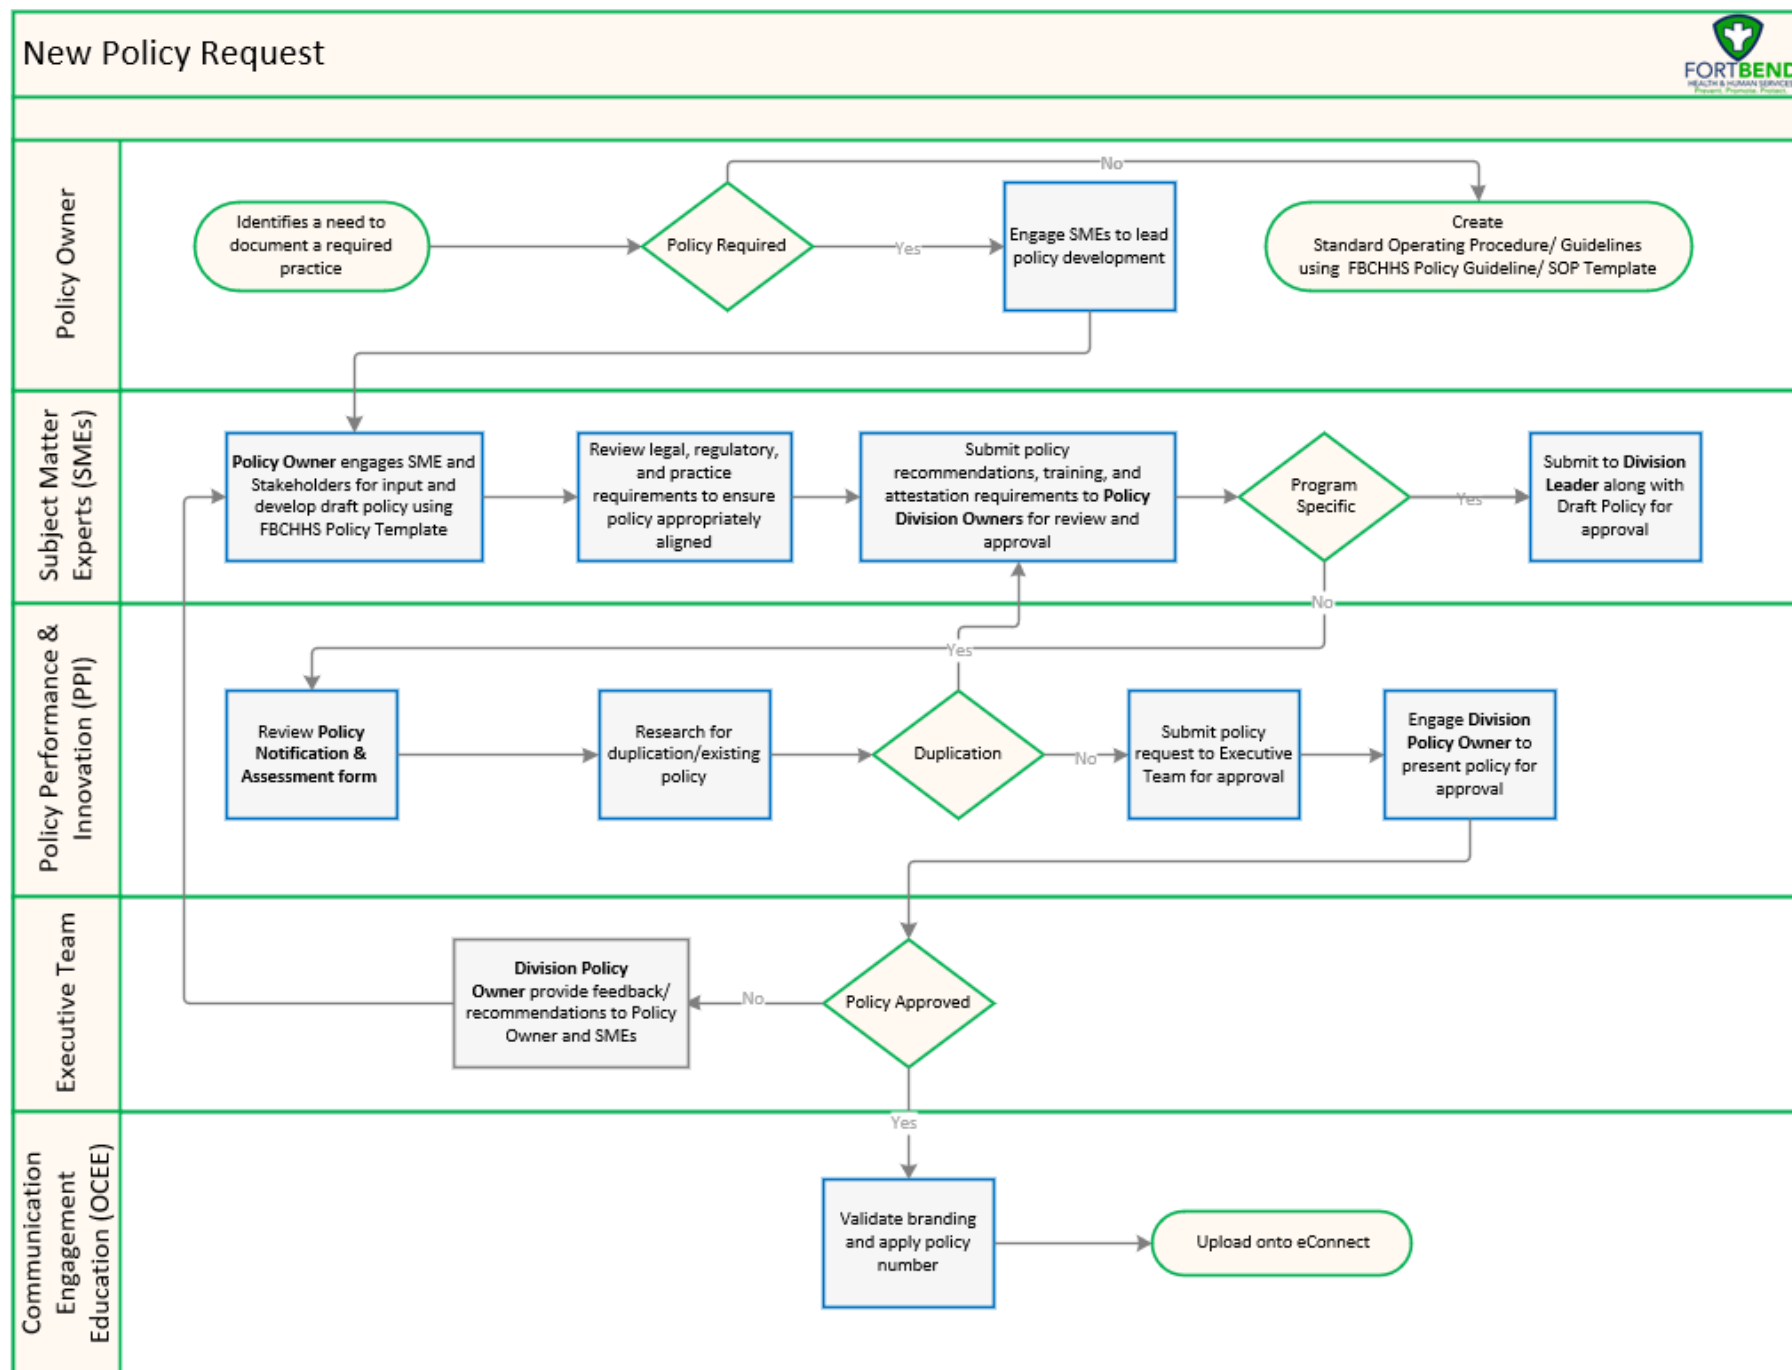 New Policy Request
FORTBEND
HEALTH & HUMAN SERVICES
Prevent. Promote. Protect.
Policy Owner
Identifies a need to
document a required
practice
Policy Required
No
Yes
Engage SMEs to lead
policy development
Create
Standard Operating Procedure/ Guidelines
using FBCHHS Policy Guideline/ SOP Template
Subject Matter
Experts (SMEs)
Policy Owner engages SME and
Stakeholders for input and
develop draft policy using
FBCHHS Policy Template
Review legal, regulatory,
and practice
requirements to ensure
policy appropriately
aligned
Submit policy
recommendations, training, and
attestation requirements to Policy
Division Owners for review and
approval
Program
Specific
Yes
Submit to Division
Leader along with
Draft Policy for
approval
No
Policy Performance &
Innovation (PPI)
Review Policy
Notification &
Assessment form
Research for
duplication/existing
policy
Yes
Duplication
No
Submit policy
request to Executive
Team for approval
Engage Division
Policy Owner to
present policy for
approval
Executive Team
Division Policy
Owner provide feedback/
recommendations to Policy
Owner and SMEs
No
Policy Approved
Yes
Communication
Engagement
Education (OCEE)
Validate branding
and apply policy
number
Upload onto eConnect